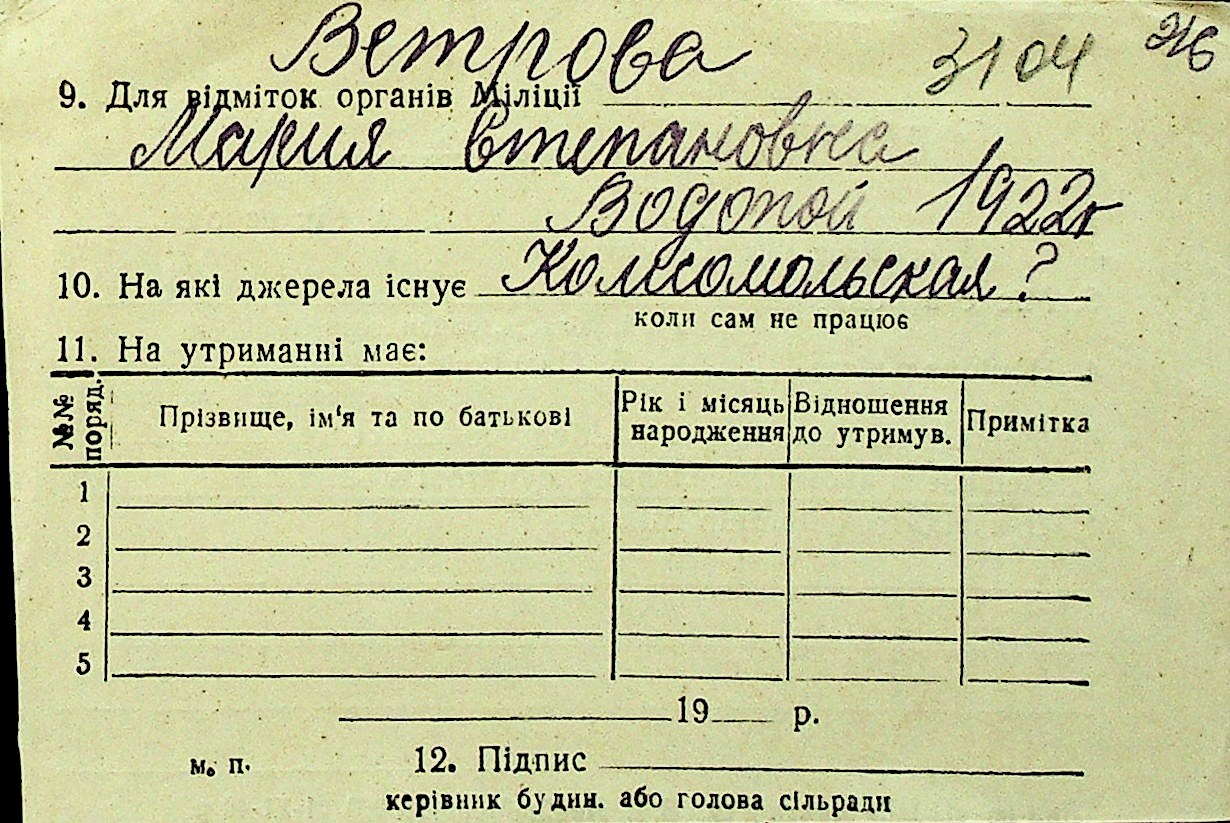 Ветрова 3104 26
9. Для відміток органів Міліції
Мария Степановна
Водопой 1922г
10. На які джерела існує Комсомольская?
коли сам не працює
11. На утриманні має:
№№ поряд. Прізвище, ім'я та по батькові Рік і місяць народження Відношення до утримув. Примітка
1
2
3
4
5
19 р.
м. п. 12. Підпис
керівник будин. або голова сільради